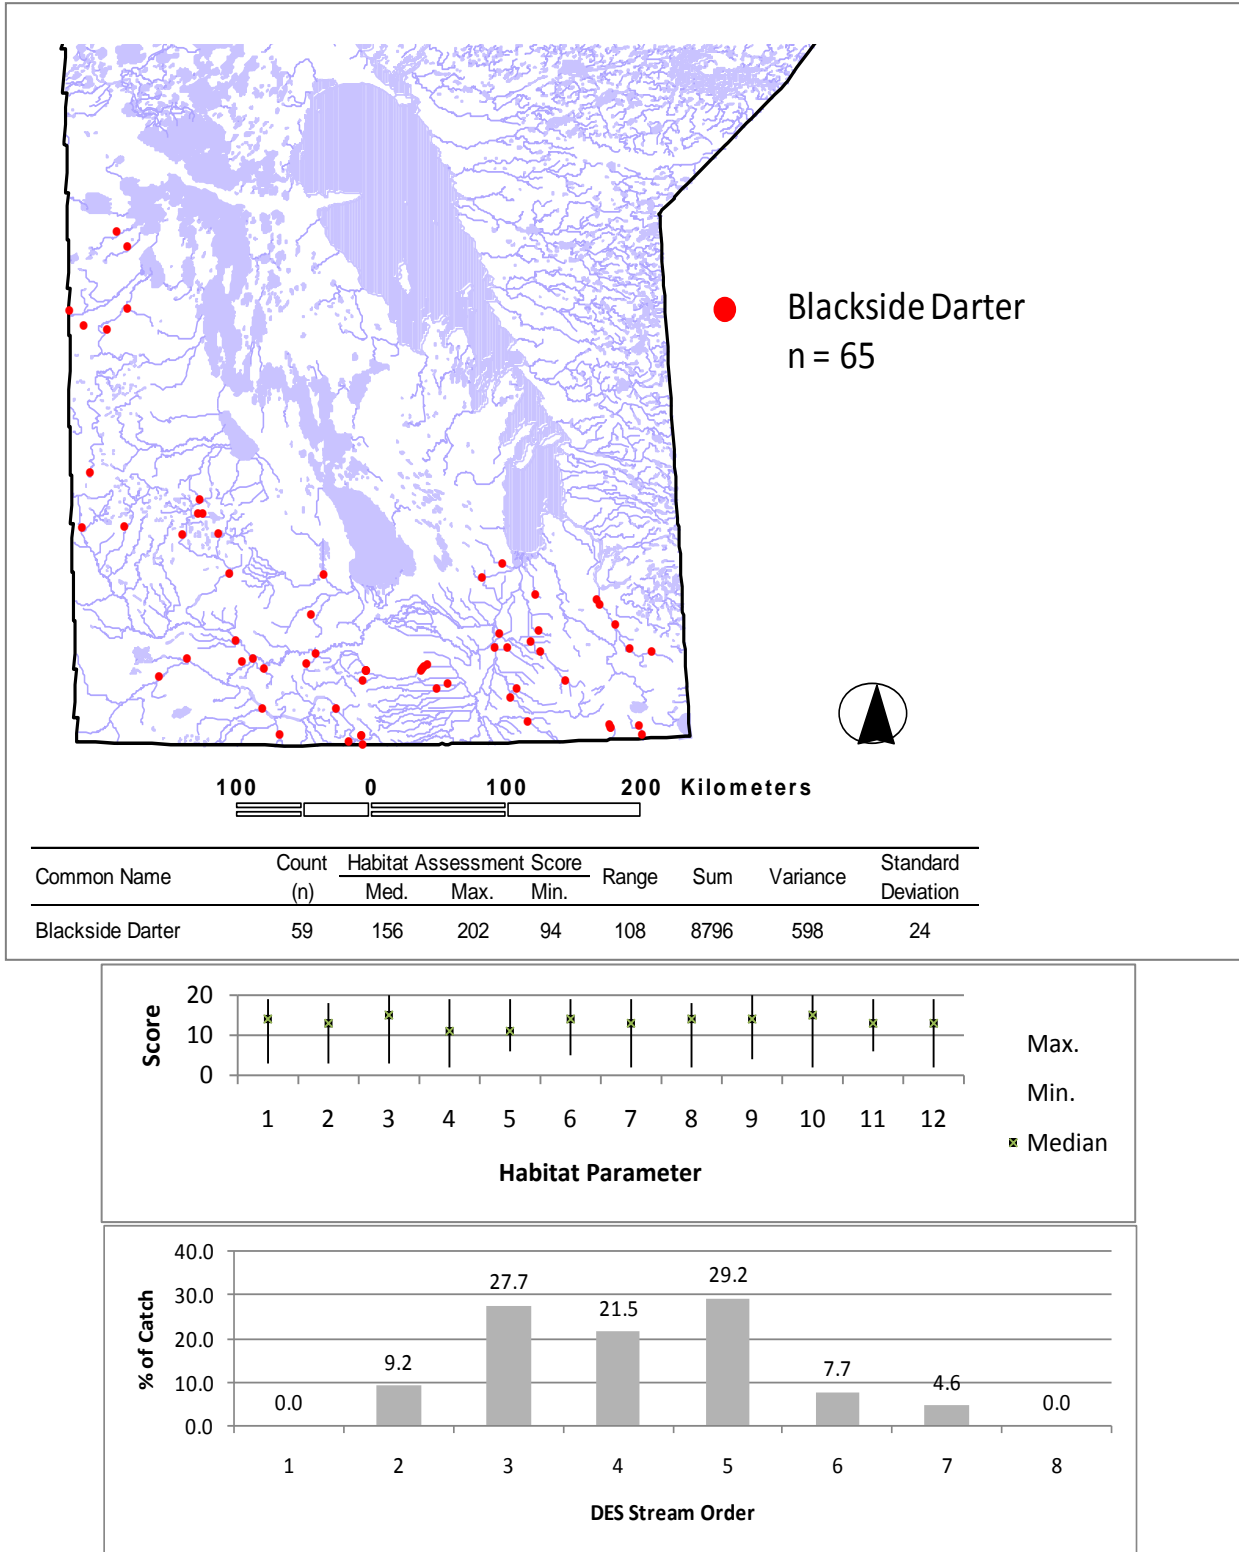 Blackside Darter
n = 65
100 0 100 200 Kilometers
Common Name Count (n) Habitat Assessment Score Med. Max. Min. Range Sum Variance Standard Deviation
Blackside Darter 59 156 202 94 108 8796 598 24
Score
20
10
0
1 2 3 4 5 6 7 8 9 10 11 12
Habitat Parameter
Max.
Min.
Median
% of Catch
40.0
30.0
20.0
10.0
0.0
0.0 9.2 27.7 21.5 29.2 7.7 4.6 0.0
1 2 3 4 5 6 7 8
DES Stream Order